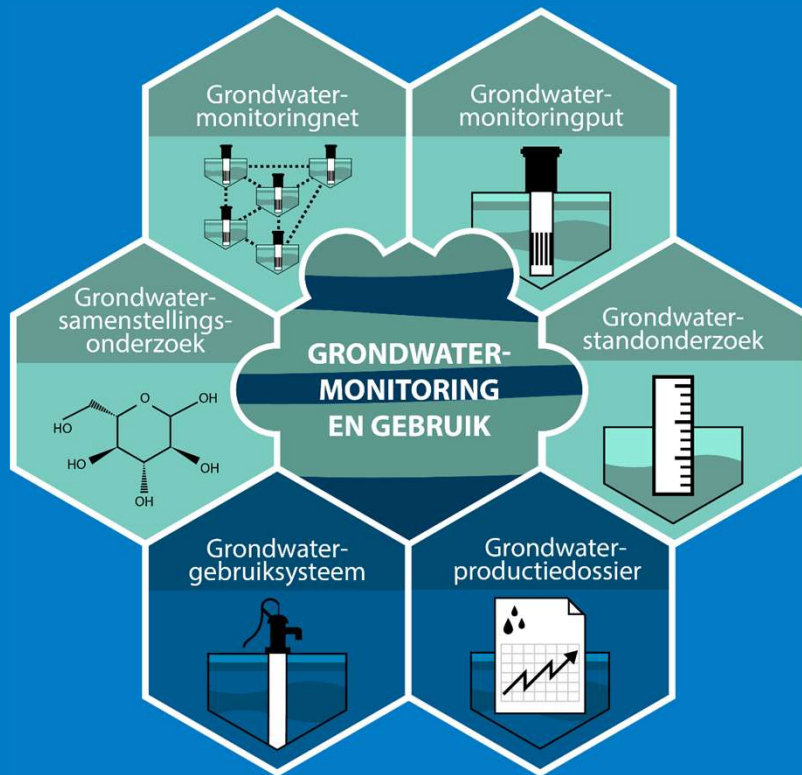 Grondwater-
monitoringnet
Grondwater-
monitoringput
Grondwater-
samenstellings-
onderzoek
O
OH
HO
HO
OH
OH
GRONDWATER-
MONITORING
EN GEBRUIK
Grondwater-
standonderzoek
Grondwater-
gebruiksysteem
Grondwater-
productiedossier